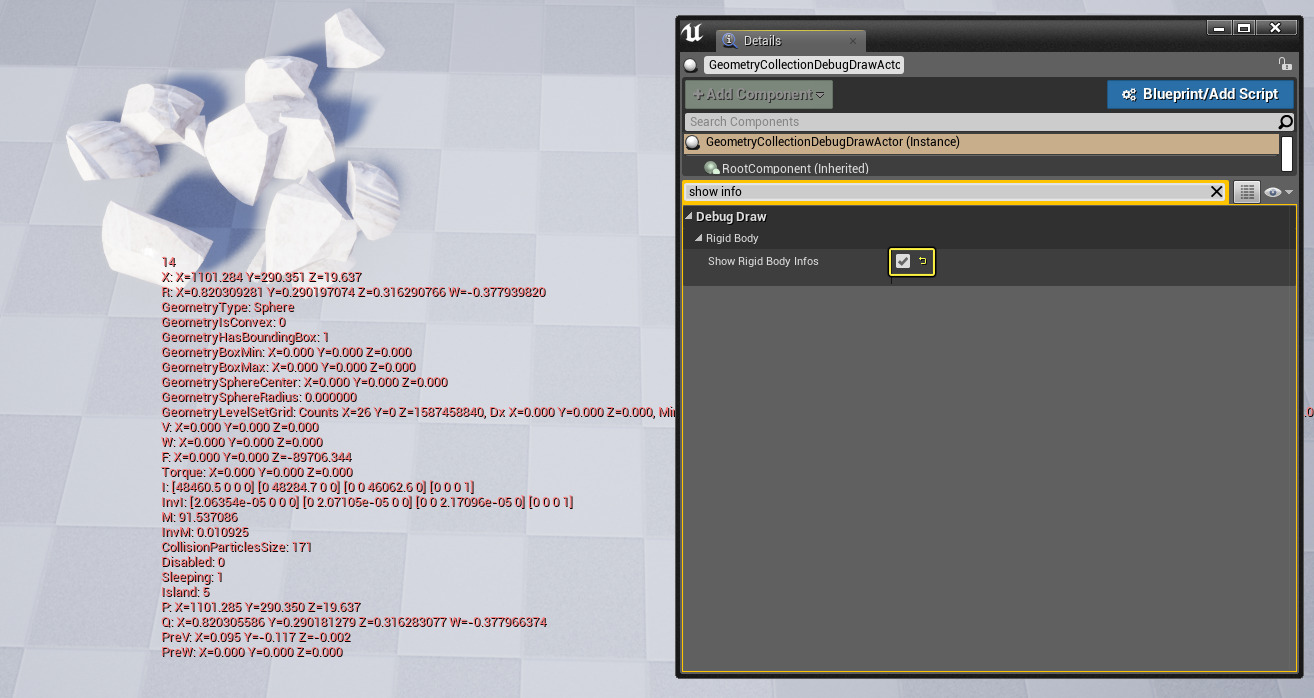 Details
GeometryCollectionDebugDrawActo
+Add Component
Blueprint/Add Script
Search Components
GeometryCollectionDebugDrawActor (Instance)
RootComponent (Inherited)
show info
Debug Draw
Rigid Body
Show Rigid Body Infos
14
X: X=1101.284 Y=290.351 Z=19.637
R: X=0.820309281 Y=0.290197074 Z=0.316290766 W=-0.377939820
GeometryType: Sphere
GeometryIsConvex: 0
GeometryHasBoundingBox: 1
GeometryBoxMin: X=0.000 Y=0.000 Z=0.000
GeometryBoxMax: X=0.000 Y=0.000 Z=0.000
GeometrySphereCenter: X=0.000 Y=0.000 Z=0.000
GeometrySphereRadius: 0.000000
GeometryLevelSetGrid: Counts X=26 Y=0 Z=1587458840, Dx X=0.000 Y=0.000 Z=0.000,
V: X=0.000 Y=0.000 Z=0.000
W: X=0.000 Y=0.000 Z=0.000
F: X=0.000 Y=0.000 Z=-89706.344
Torque: X=0.000 Y=0.000 Z=0.000
I: [48460.5 0 0 0] [0 48284.7 0 0] [0 0 46062.6 0] [0 0 0 1]
InvI: [2.06354e-05 0 0 0] [0 2.07105e-05 0 0] [0 0 2.17096e-05 0] [0 0 0 1]
M: 91.537086
InvM: 0.010925
CollisionParticlesSize: 171
Disabled: 0
Sleeping: 1
Island: 5
P: X=1101.285 Y=290.350 Z=19.637
Q: X=0.820305586 Y=0.290181279 Z=0.316283077 W=-0.377966374
PreV: X=0.095 Y=-0.117 Z=-0.002
PreW: X=0.000 Y=0.000 Z=0.000